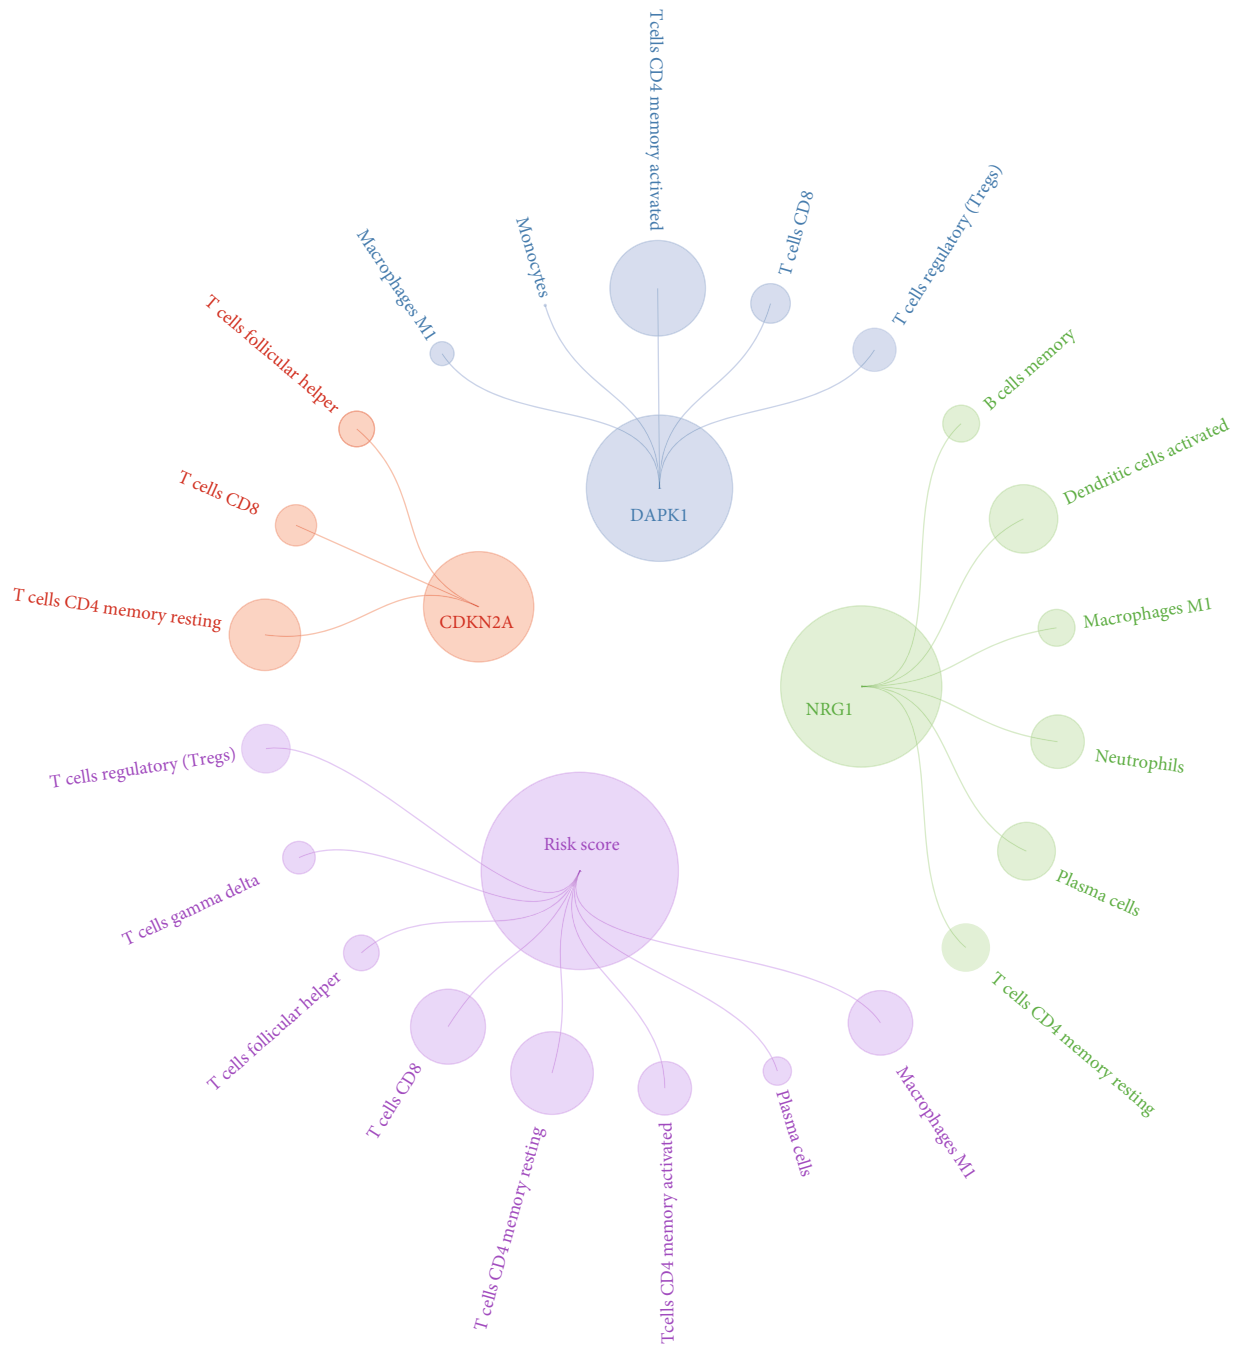 Tcells CD4 memory activated
T cells CD8
T cells regulatory (Tregs)
Monocytes
Macrophages M1
DAPK1
T cells follicular helper
T cells CD8
T cells CD4 memory resting
CDKN2A
B cells memory
Dendritic cells activated
Macrophages M1
Neutrophils
Plasma cells
T cells CD4 memory resting
NRG1
Risk score
T cells regulatory (Tregs)
T cells gamma delta
T cells follicular helper
T cells CD8
T cells CD4 memory resting
Tcells CD4 memory activated
Plasma cells
Macrophages M1